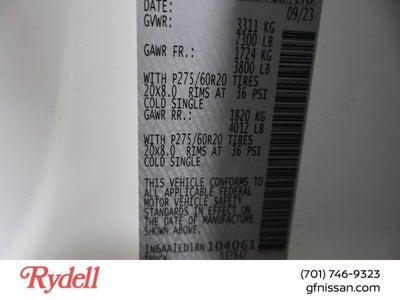 DATE: 09/23
GVWR: 3311 KG
7300 LB
GAWR FR.: 1724 KG
3800 LB
WITH P275/60R20 TIRES
20x8.0 RIMS AT 36 PSI
COLD SINGLE
GAWR RR.: 1820 KG
4012 LB
WITH P275/60R20 TIRES
20x8.0 RIMS AT 36 PSI
COLD SINGLE
THIS VEHICLE CONFORMS TO
ALL APPLICABLE FEDERAL
MOTOR VEHICLE SAFETY
STANDARDS IN EFFECT ON
THE DATE OF MANUFACTURE
SHOWN ABOVE.
1N6AA1ED1RN104061
TRUCK
Rydell
(701) 746-9323
gfnissan.com